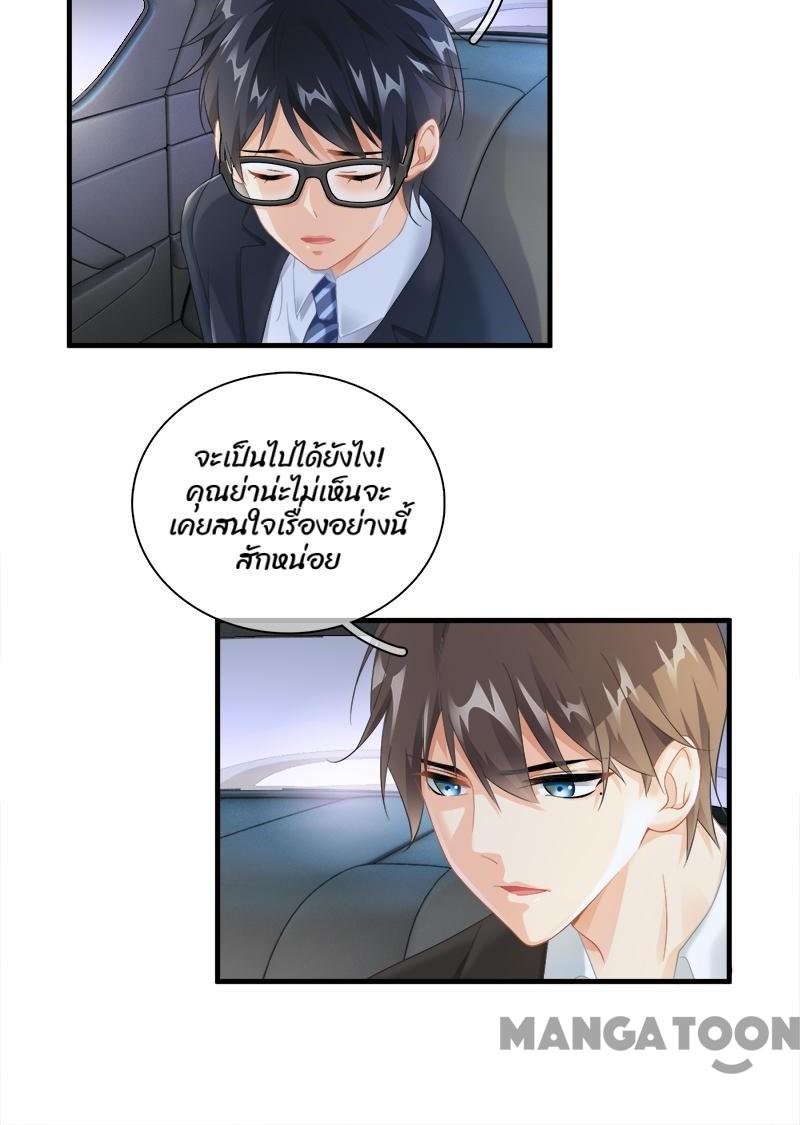 จะเป็นไปได้ยังไง!
คุณย่าน่ะไม่เห็นจะ
เคยสนใจเรื่องอย่างนี้
สักหน่อย
MANGATOON